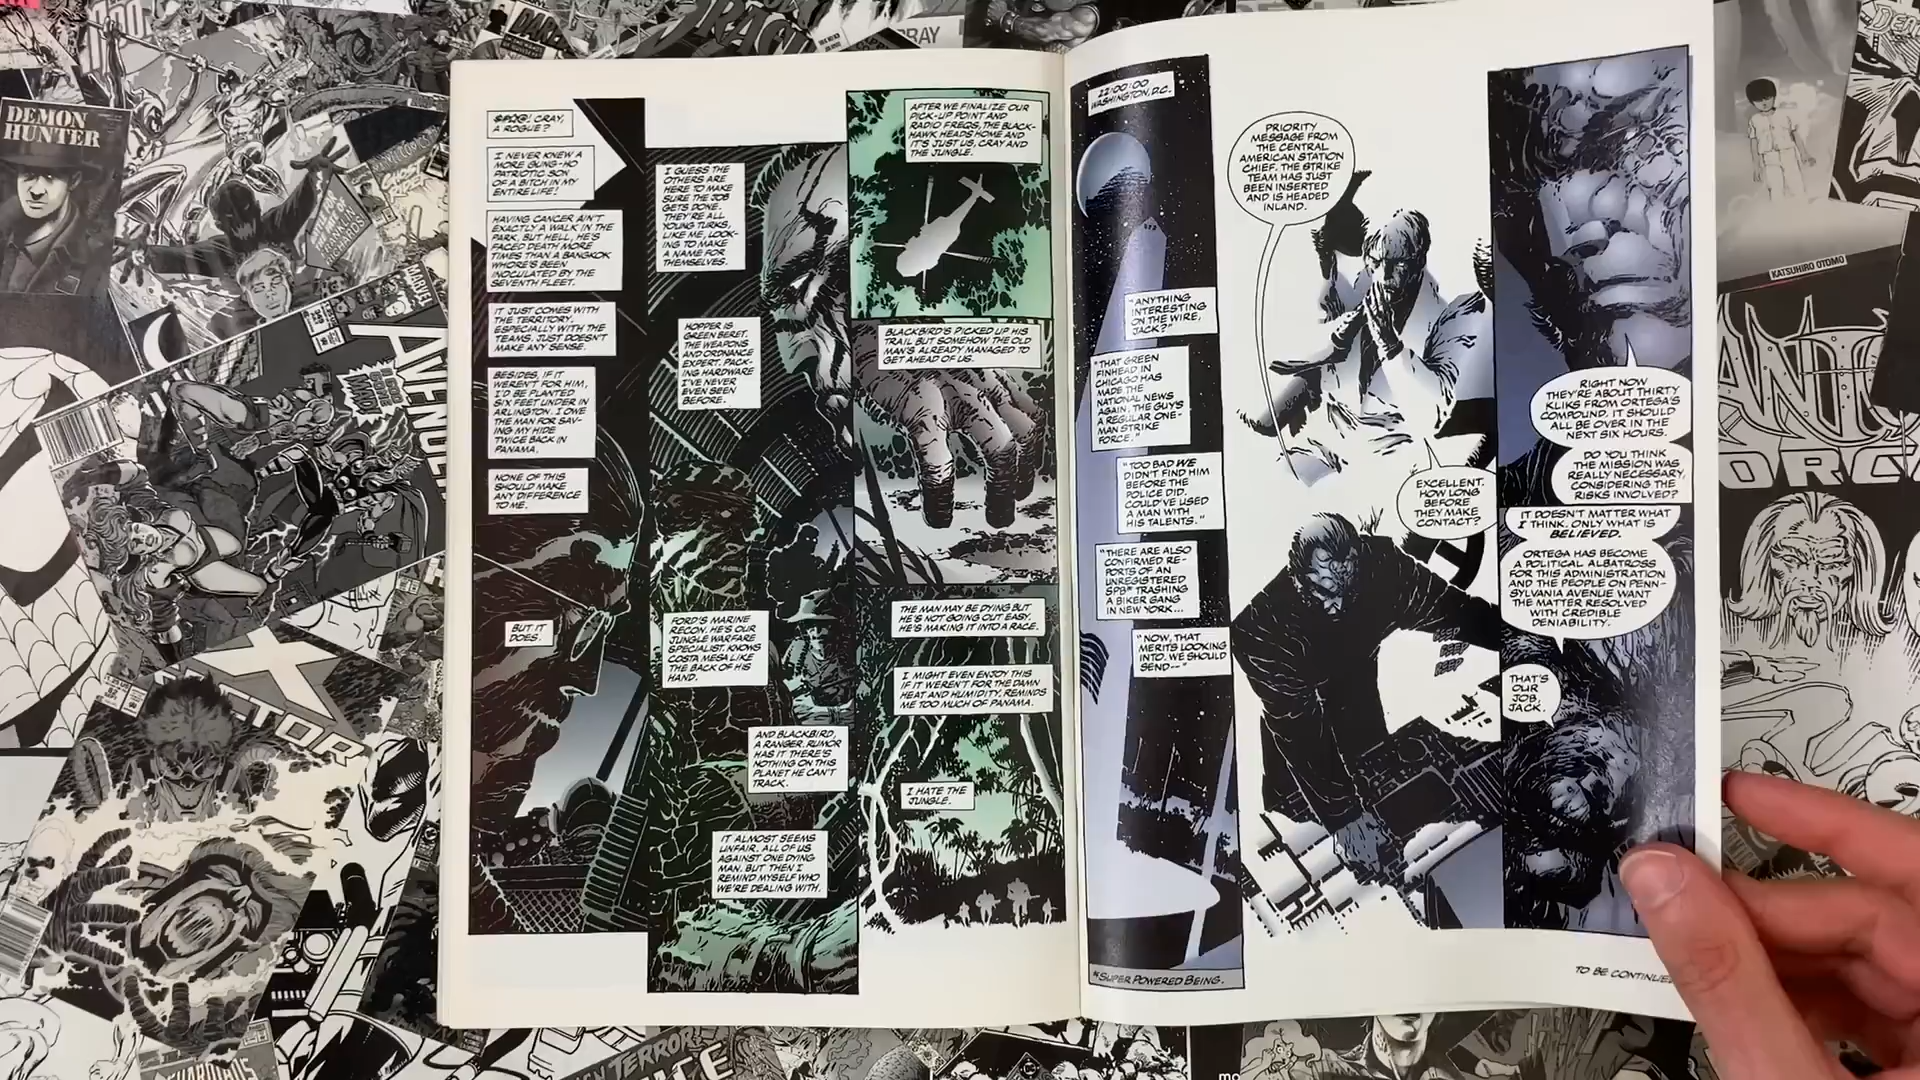 DEMON
HUNTER
@#$@! CRAY,
A ROGUE?
I NEVER KNEW A
MORE GUNG-HO
PATRIOTIC SON
OF A BITCH IN MY
ENTIRE LIFE!
HAVING CANCER AIN'T
EXACTLY A WALK IN THE
PARK, BUT HELL, HE'S
FACED DEATH MORE
TIMES THAN A BANGKOK
WHORE'S BEEN
INOCULATED BY THE
SEVENTH FLEET.
IT JUST COMES WITH
THE TERRITORY.
ESPECIALLY WITH THE
TEAMS. JUST DOESN'T
MAKE ANY SENSE.
BESIDES, IF IT
WEREN'T FOR HIM,
I'D BE PLANTED
SIX FEET UNDER IN
ARLINGTON. I OWE
THE MAN FOR SAV-
ING MY HIDE
TWICE BACK IN
PANAMA.
NONE OF THIS
SHOULD MAKE
ANY DIFFERENCE
TO ME.
BUT IT
DOES.
I GUESS THE
OTHERS ARE
HERE TO MAKE
SURE THE JOB
GETS DONE.
THEY'RE ALL
YOUNG TURKS,
LIKE ME, LOOK-
ING TO MAKE
A NAME FOR
THEMSELVES.
HOPPER IS
GREEN BERET.
THE WEAPONS
AND ORDNANCE
EXPERT. PACK-
ING HARDWARE
I'VE NEVER
EVEN SEEN
BEFORE.
FORD'S MARINE
RECON. HE'S OUR
JUNGLE WARFARE
SPECIALIST. KNOWS
COSTA MESA LIKE
THE BACK OF HIS
HAND.
AND BLACKBIRD,
A RANGER. RUMOR
HAS IT THERE'S
NOTHING ON THIS
PLANET HE CAN'T
TRACK.
IT ALMOST SEEMS
UNFAIR. ALL OF US
AGAINST ONE DYING
MAN. BUT THEN I
REMIND MYSELF WHO
WE'RE DEALING WITH.
AFTER WE FINALIZE OUR
PICK-UP POINT AND
RADIO FREQS, THE BLACK-
HAWK HEADS HOME AND
IT'S JUST US, CRAY AND
THE JUNGLE.
BLACKBIRD'S PICKED UP HIS
TRAIL BUT SOMEHOW THE OLD
MAN'S ALREADY MANAGED TO
GET AHEAD OF US.
THE MAN MAY BE DYING BUT
HE'S NOT GOING OUT EASY.
HE'S MAKING IT INTO A RACE.
I MIGHT EVEN ENJOY THIS
IF IT WEREN'T FOR THE DAMN
HEAT AND HUMIDITY. REMINDS
ME TOO MUCH OF PANAMA.
I HATE THE
JUNGLE.
22:00:00
WASHINGTON, D.C.
"ANYTHING
INTERESTING
ON THE WIRE,
JACK?"
"THAT GREEN
FINHEAD IN
CHICAGO HAS
MADE THE
NATIONAL NEWS
AGAIN. THE GUY'S
A REGULAR ONE-
MAN STRIKE
FORCE."
"TOO BAD WE
DIDN'T FIND HIM
BEFORE THE
POLICE DID.
COULD'VE USED
A MAN WITH
HIS TALENTS."
"THERE ARE ALSO
CONFIRMED RE-
PORTS OF AN
UNREGISTERED
SPB* TRASHING
A BIKER GANG
IN NEW YORK...
"NOW, THAT
MERITS LOOKING
INTO. WE SHOULD
SEND--"
*SUPER POWERED BEING.
PRIORITY
MESSAGE FROM
THE CENTRAL
AMERICAN STATION
CHIEF. THE STRIKE
TEAM HAS JUST
BEEN INSERTED
AND IS HEADED
INLAND.
EXCELLENT.
HOW LONG
BEFORE
THEY MAKE
CONTACT?
BEEP
BEEP
BEEP
RIGHT NOW
THEY'RE ABOUT THIRTY
KLIKS FROM ORTEGA'S
COMPOUND. IT SHOULD
ALL BE OVER IN THE
NEXT SIX HOURS.
DO YOU THINK
THE MISSION WAS
REALLY NECESSARY,
CONSIDERING THE
RISKS INVOLVED?
IT DOESN'T MATTER WHAT
I THINK. ONLY WHAT IS
BELIEVED.
ORTEGA HAS BECOME
A POLITICAL ALBATROSS
FOR THIS ADMINISTRATION
AND THE PEOPLE ON PENN-
SYLVANIA AVENUE WANT
THE MATTER RESOLVED
WITH CREDIBLE
DENIABILITY.
THAT'S
OUR
JOB,
JACK.
TO BE CONTINUED
KATSUHIRO OTOMO
MARVEL